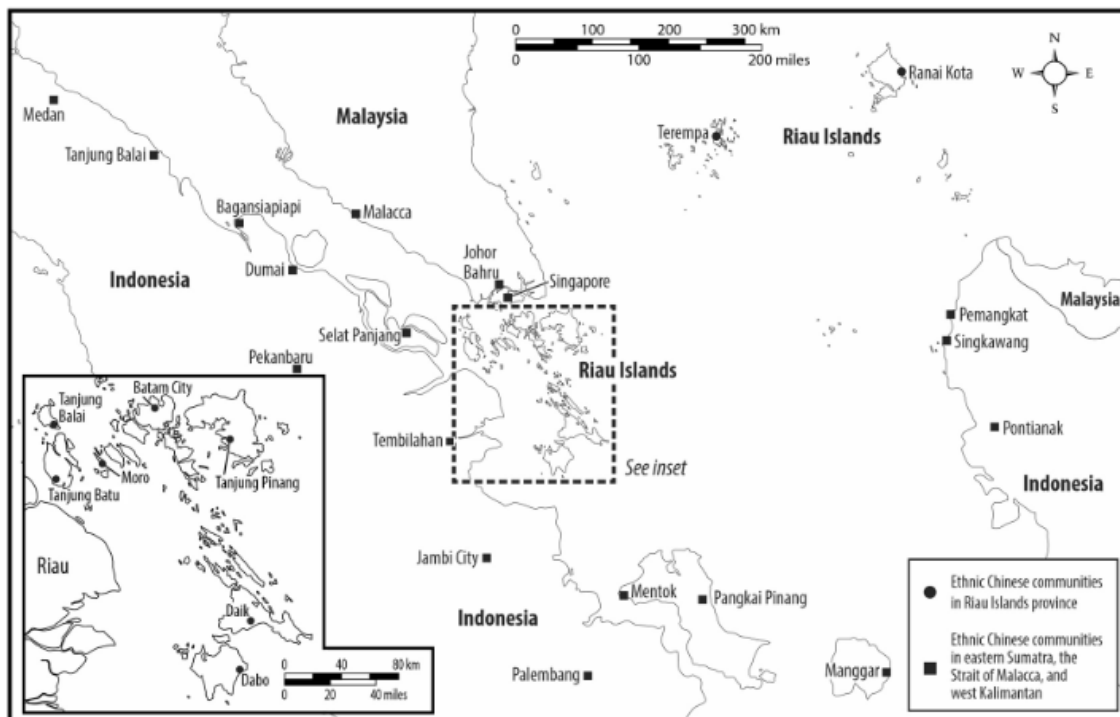 0 100 200 300 km
0 100 200 miles
N
W E
S
Ranai Kota
Medan
Malaysia
Terempa
Riau Islands
Tanjung Balai
Bagansiapiapi
Malacca
Johor
Bahru
Singapore
Dumai
Indonesia
Malaysia
Pemangkat
Selat Panjang
Singkawang
Pekanbaru
Riau Islands
Tembilahan
Pontianak
See inset
Indonesia
Jambi City
Mentok
Pangkai Pinang
Indonesia
Palembang
Manggar
Batam City
Tanjung
Balai
Moro
Tanjung Pinang
Tanjung Batu
Riau
Daik
Dabo
0 40 80 km
0 20 40 miles
Ethnic Chinese communities
in Riau Islands province
Ethnic Chinese communities
in eastern Sumatra, the
Strait of Malacca, and
west Kalimantan